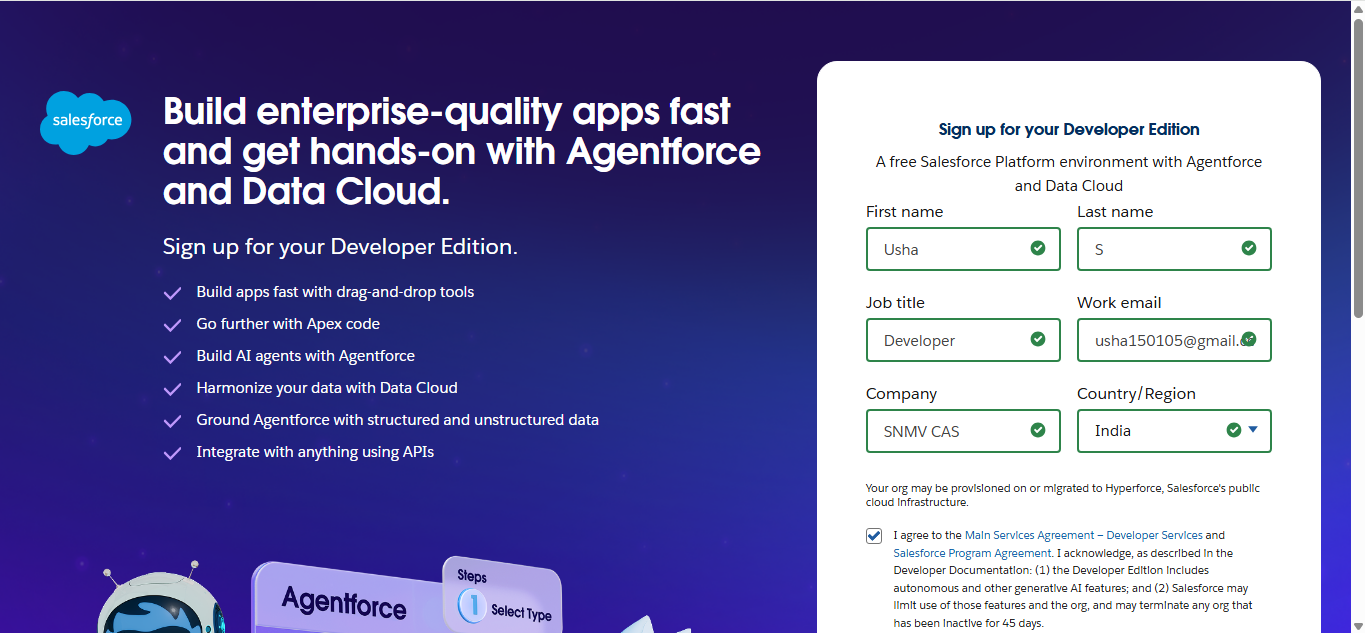 salesforce
Build enterprise-quality apps fast
and get hands-on with Agentforce
and Data Cloud.
Sign up for your Developer Edition.
Build apps fast with drag-and-drop tools
Go further with Apex code
Build AI agents with Agentforce
Harmonize your data with Data Cloud
Ground Agentforce with structured and unstructured data
Integrate with anything using APIs
Agentforce
Steps
1 Select Type
Sign up for your Developer Edition
A free Salesforce Platform environment with Agentforce
and Data Cloud
First name Last name
Usha S
Job title Work email
Developer usha150105@gmail.
Company Country/Region
SNMV CAS India
Your org may be provisioned on or migrated to Hyperforce, Salesforce's public
cloud infrastructure.
I agree to the Main Services Agreement – Developer Services and
Salesforce Program Agreement. I acknowledge, as described in the
Developer Documentation: (1) the Developer Edition includes
autonomous and other generative AI features; and (2) Salesforce may
limit use of those features and the org, and may terminate any org that
has been inactive for 45 days.